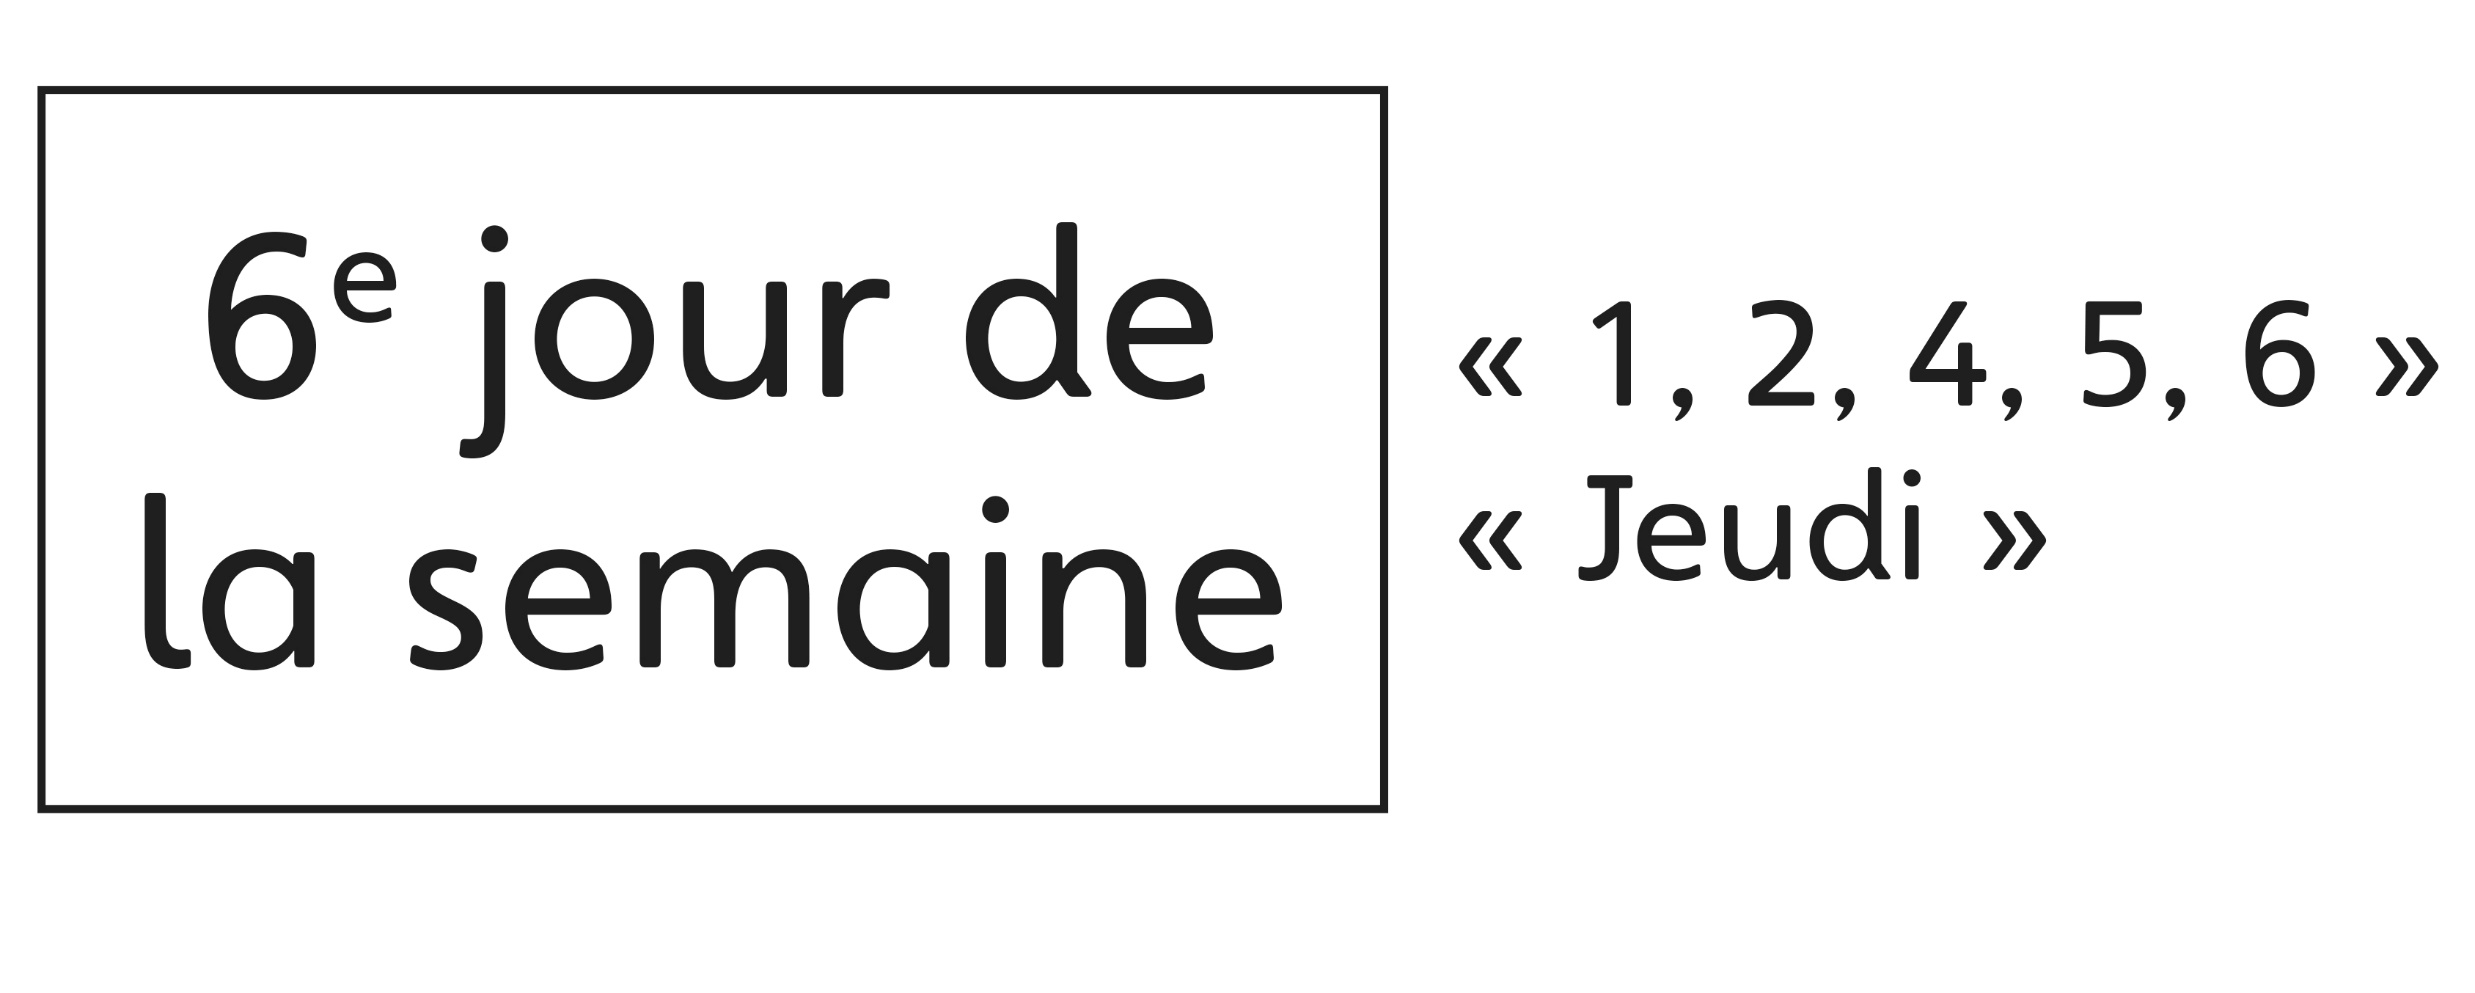 6e jour de
la semaine
« 1, 2, 4, 5, 6 »
« Jeudi »